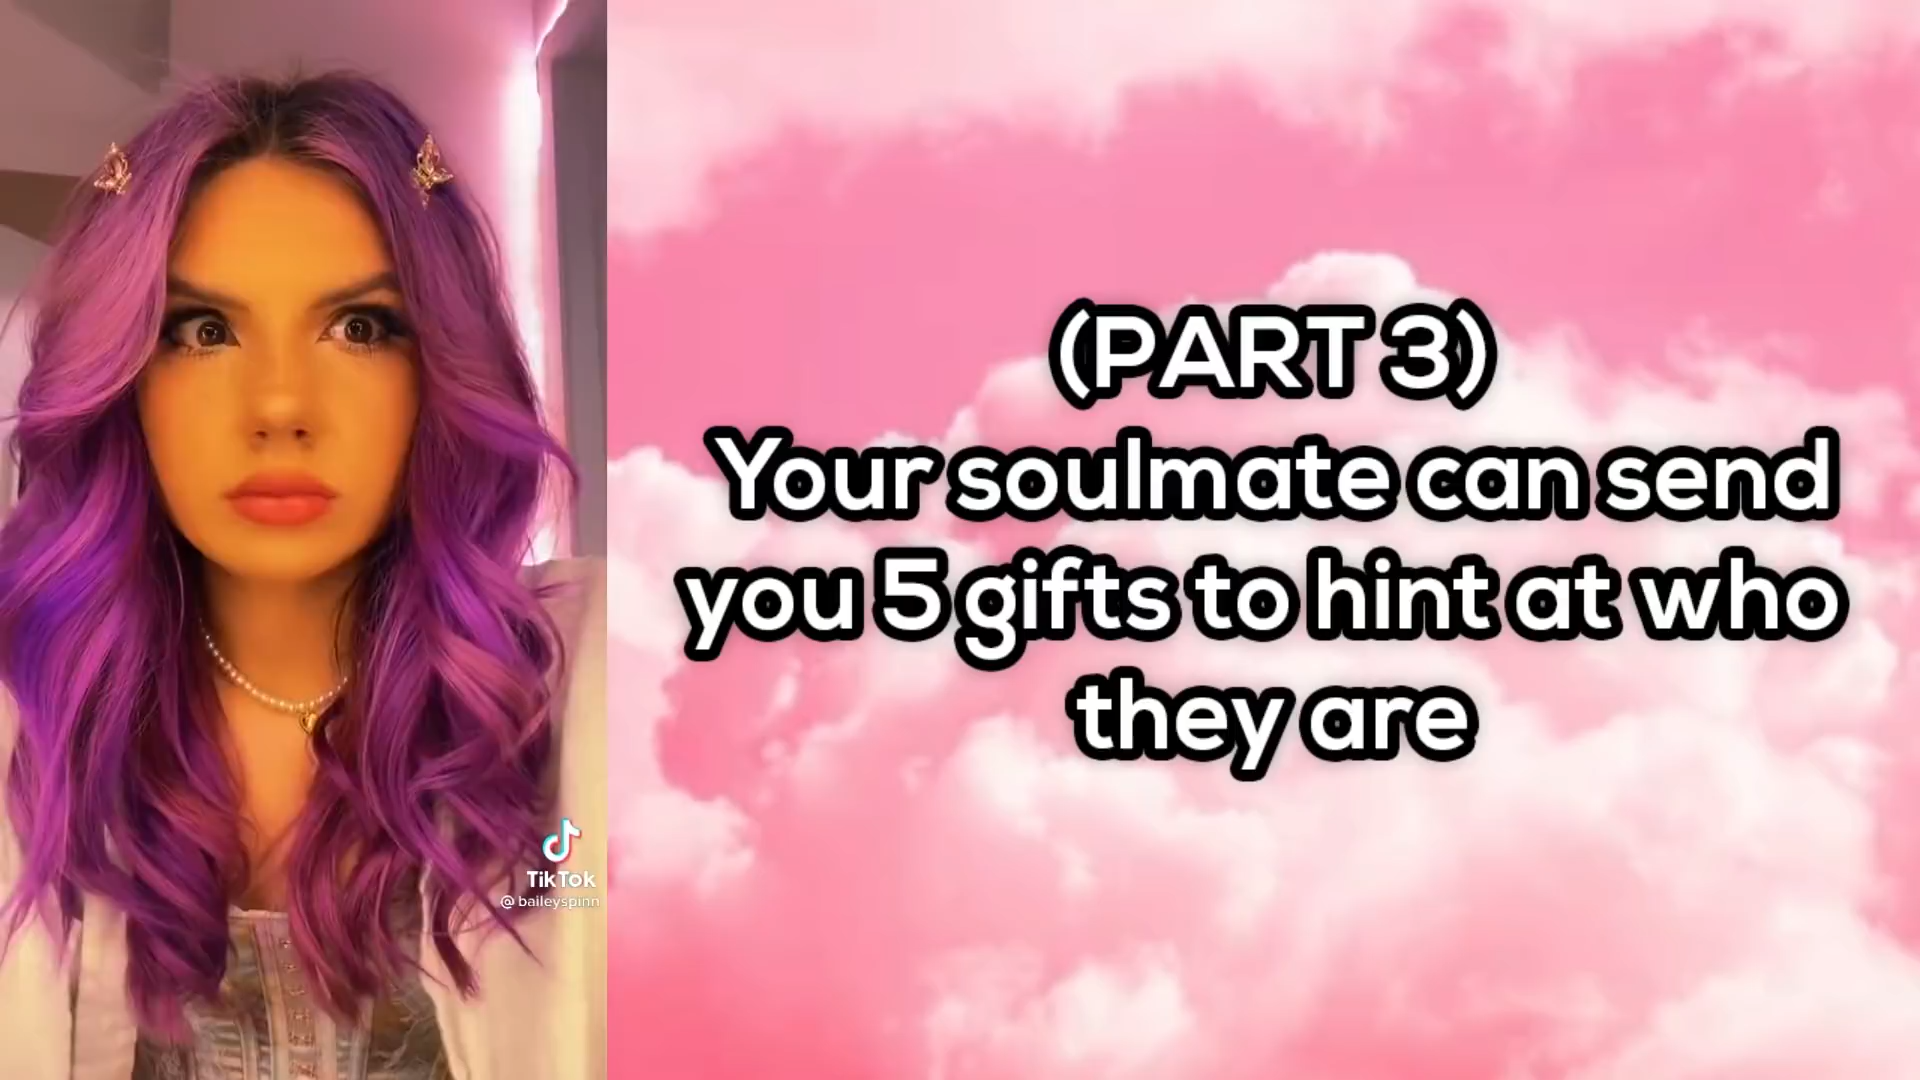 (PART 3)
Your soulmate can send
you 5 gifts to hint at who
they are
TikTok
@baileyspinn